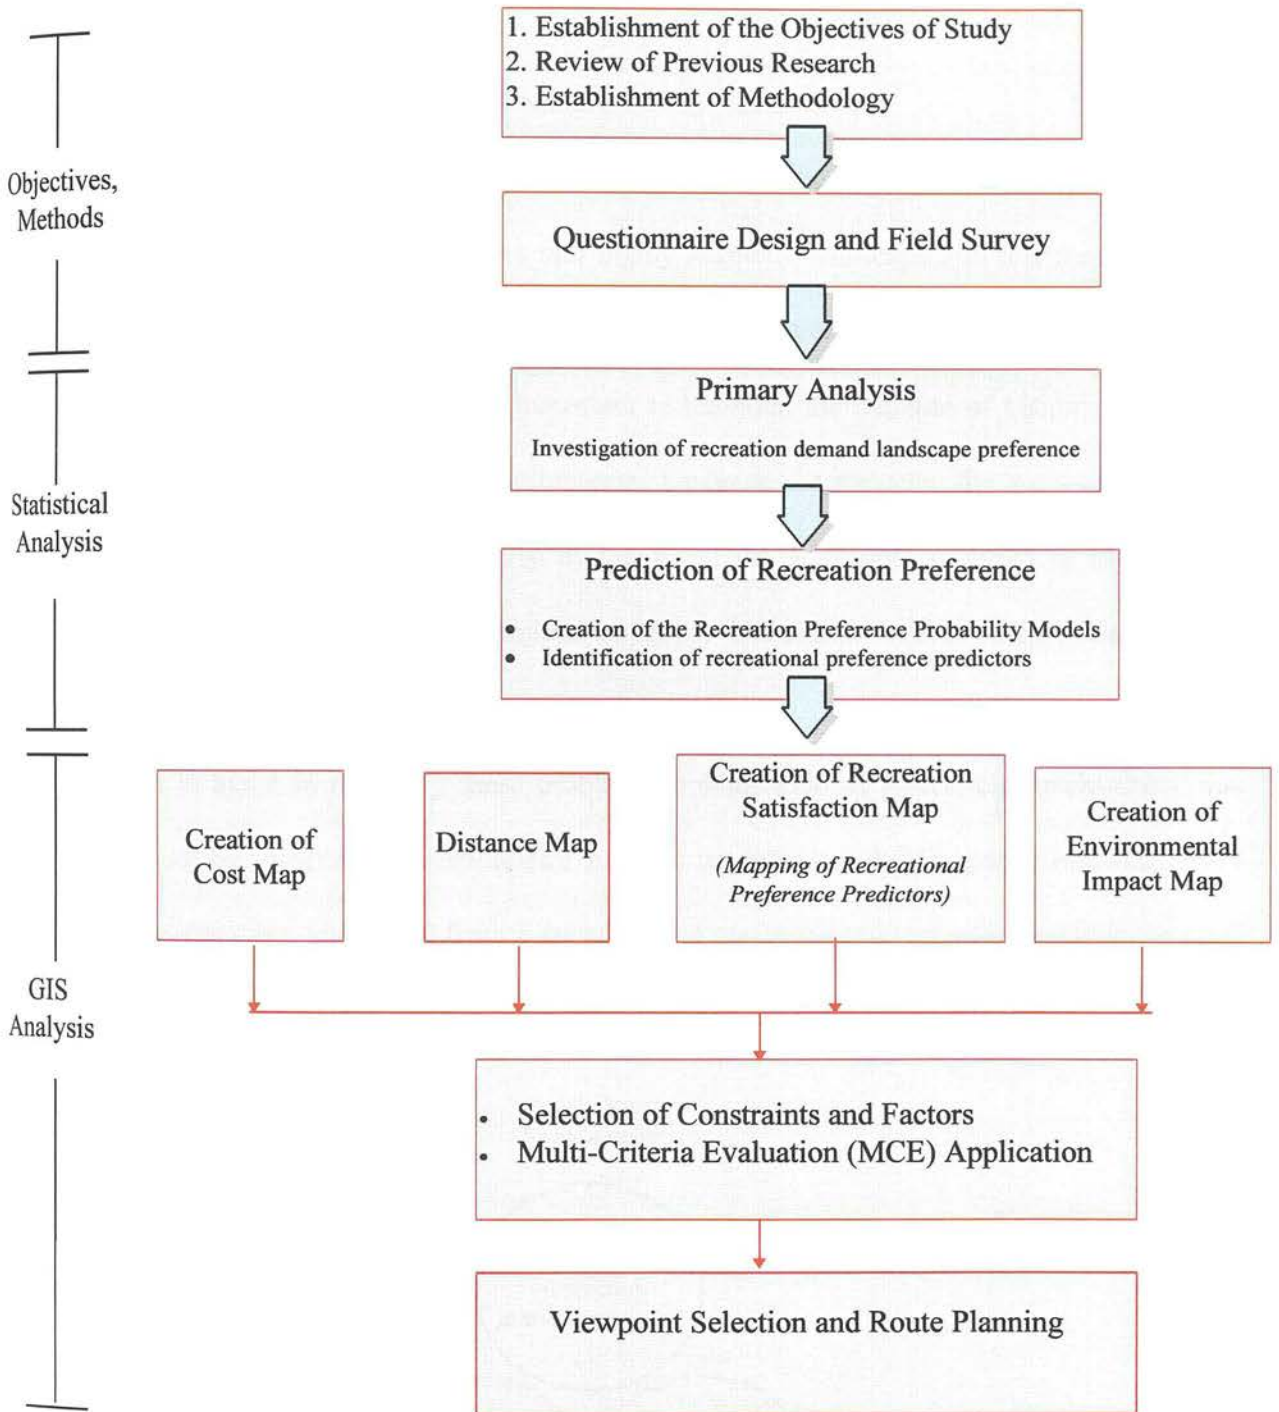 1. Establishment of the Objectives of Study
2. Review of Previous Research
3. Establishment of Methodology
Objectives,
Methods
Questionnaire Design and Field Survey
Primary Analysis
Investigation of recreation demand landscape preference
Statistical
Analysis
Prediction of Recreation Preference
• Creation of the Recreation Preference Probability Models
• Identification of recreational preference predictors
Creation of
Cost Map
Distance Map
Creation of Recreation
Satisfaction Map
(Mapping of Recreational
Preference Predictors)
Creation of
Environmental
Impact Map
GIS
Analysis
• Selection of Constraints and Factors
• Multi-Criteria Evaluation (MCE) Application
Viewpoint Selection and Route Planning